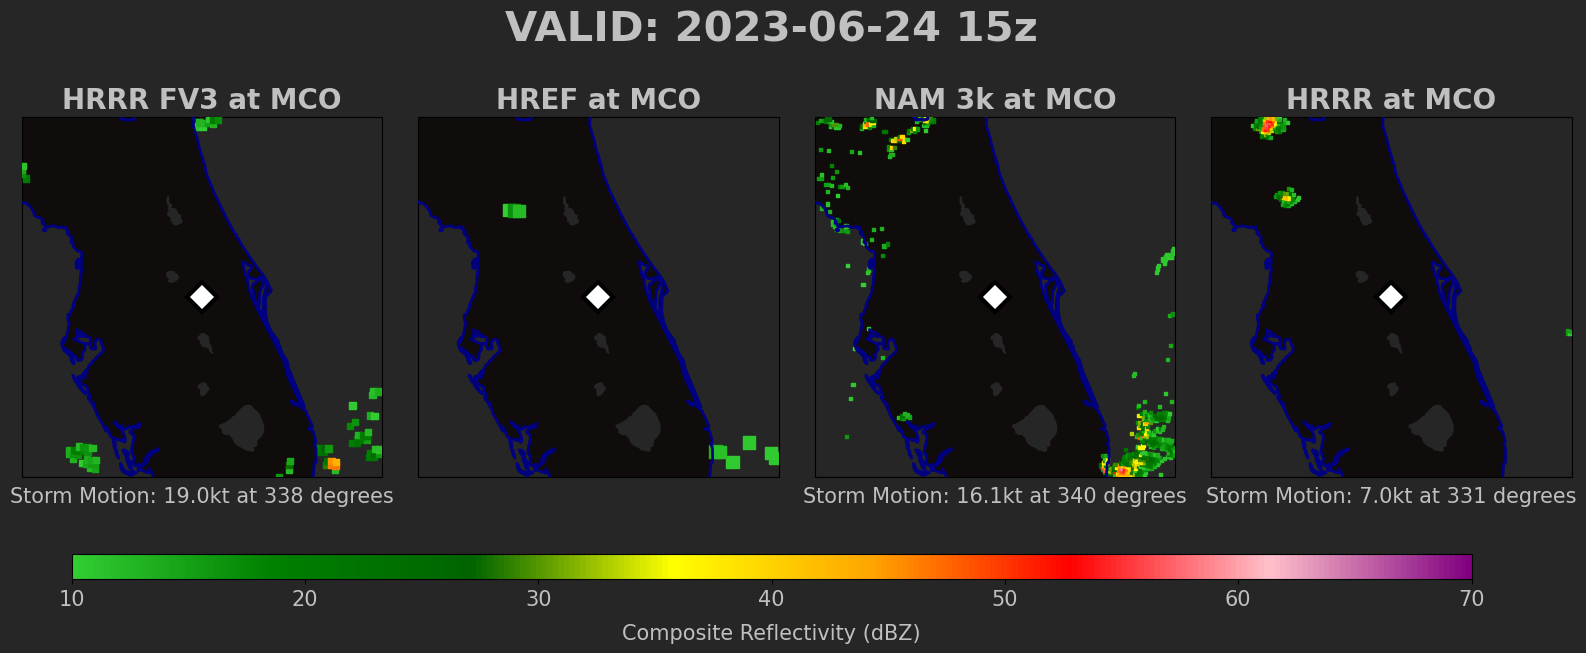 VALID: 2023-06-24 15z
HRRR FV3 at MCO
HREF at MCO
NAM 3k at MCO
HRRR at MCO
Storm Motion: 19.0kt at 338 degrees
Storm Motion: 16.1kt at 340 degrees
Storm Motion: 7.0kt at 331 degrees
10 20 30 40 50 60 70
Composite Reflectivity (dBZ)